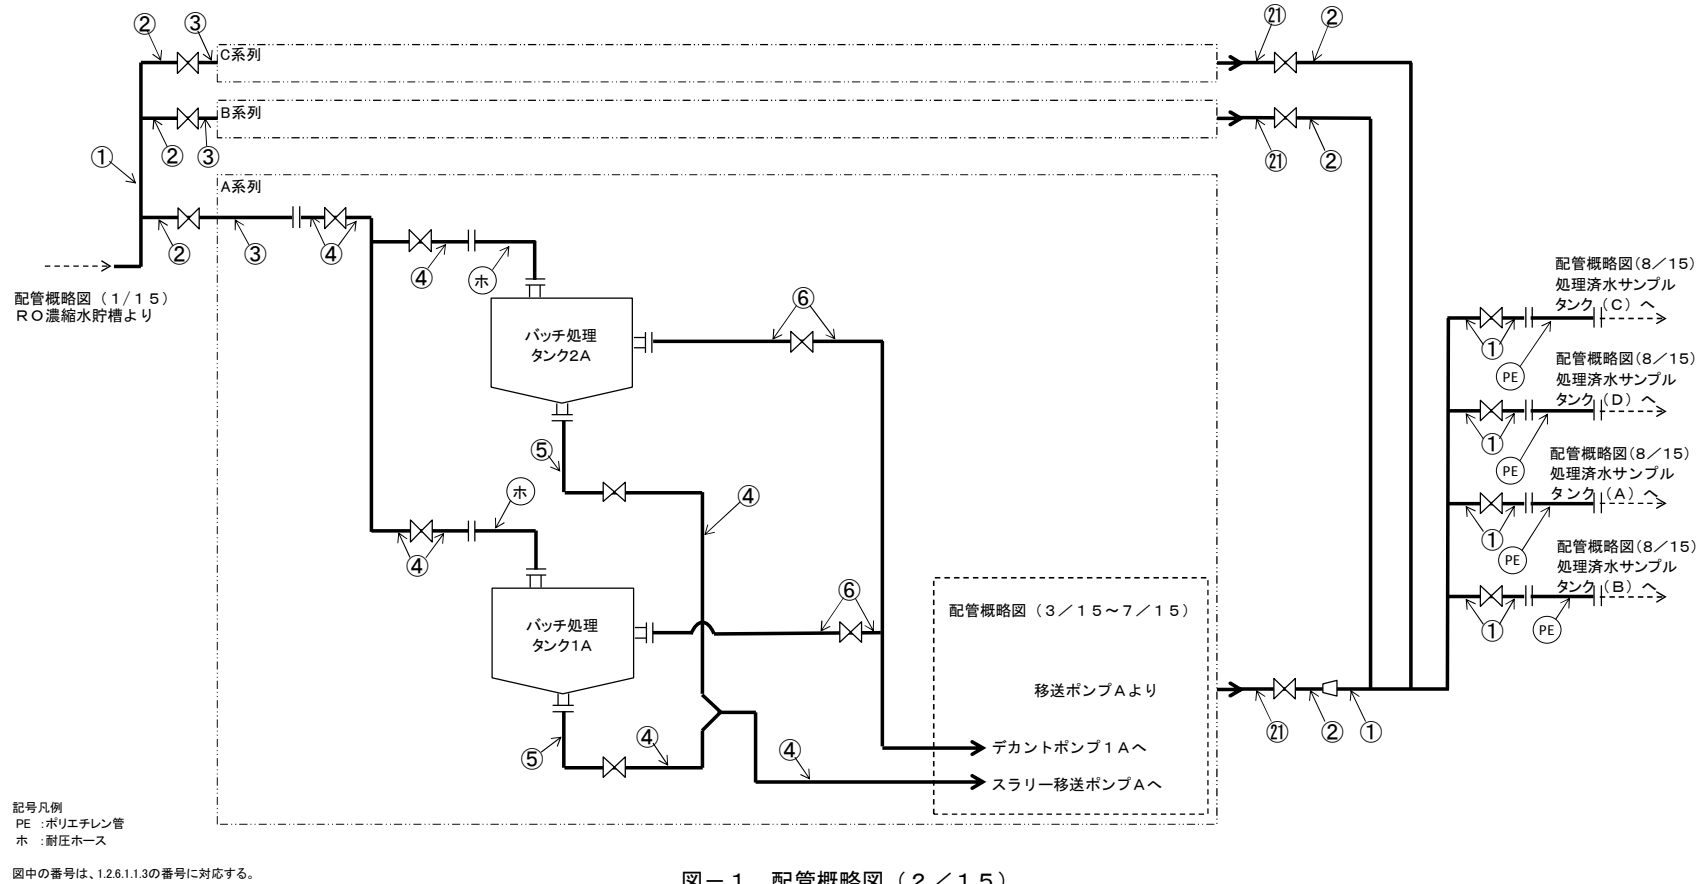 ② ③
C系列
㉑ ②
B系列
② ③
㉑ ②
①
A系列
② ③ ④
④ ホ
配管概略図（１/１５）
ＲＯ濃縮水貯槽より
バッチ処理
タンク2A
⑥
⑤
④
ホ
④
バッチ処理
タンク1A
⑥
⑤
④
④
配管概略図（３／１５～７／１５）
移送ポンプAより
デカントポンプ１Aへ
スラリー移送ポンプAへ
㉑ ② ①
配管概略図（８／１５）
処理済水サンプル
タンク（C）へ
①
PE
配管概略図（８／１５）
処理済水サンプル
タンク（D）へ
①
PE
配管概略図（８／１５）
処理済水サンプル
タンク（A）へ
①
PE
配管概略図（８／１５）
処理済水サンプル
タンク（B）へ
①
PE
記号凡例
PE ：ポリエチレン管
ホ ：耐圧ホース
図中の番号は、1.2.6.1.1.3の番号に対応する。
図－１ 配管概略図（２／１５）